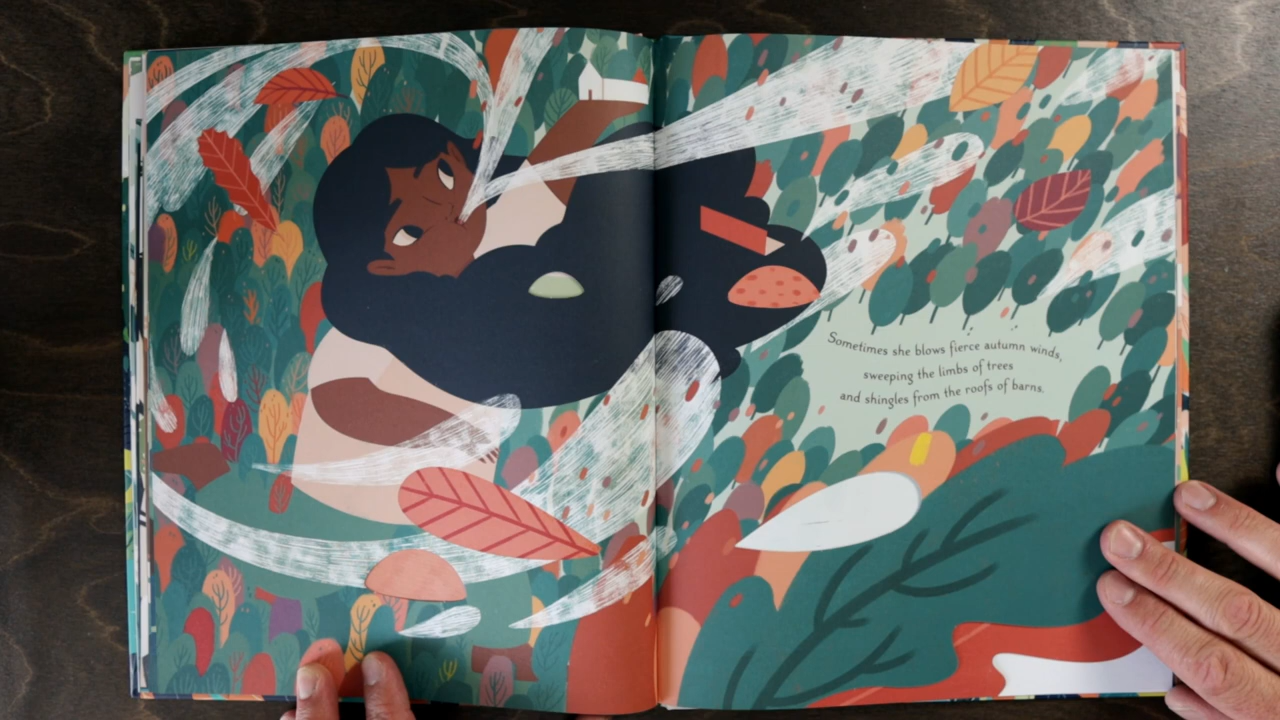 Sometimes she blows fierce autumn winds,
sweeping the limbs of trees
and shingles from the roofs of barns.